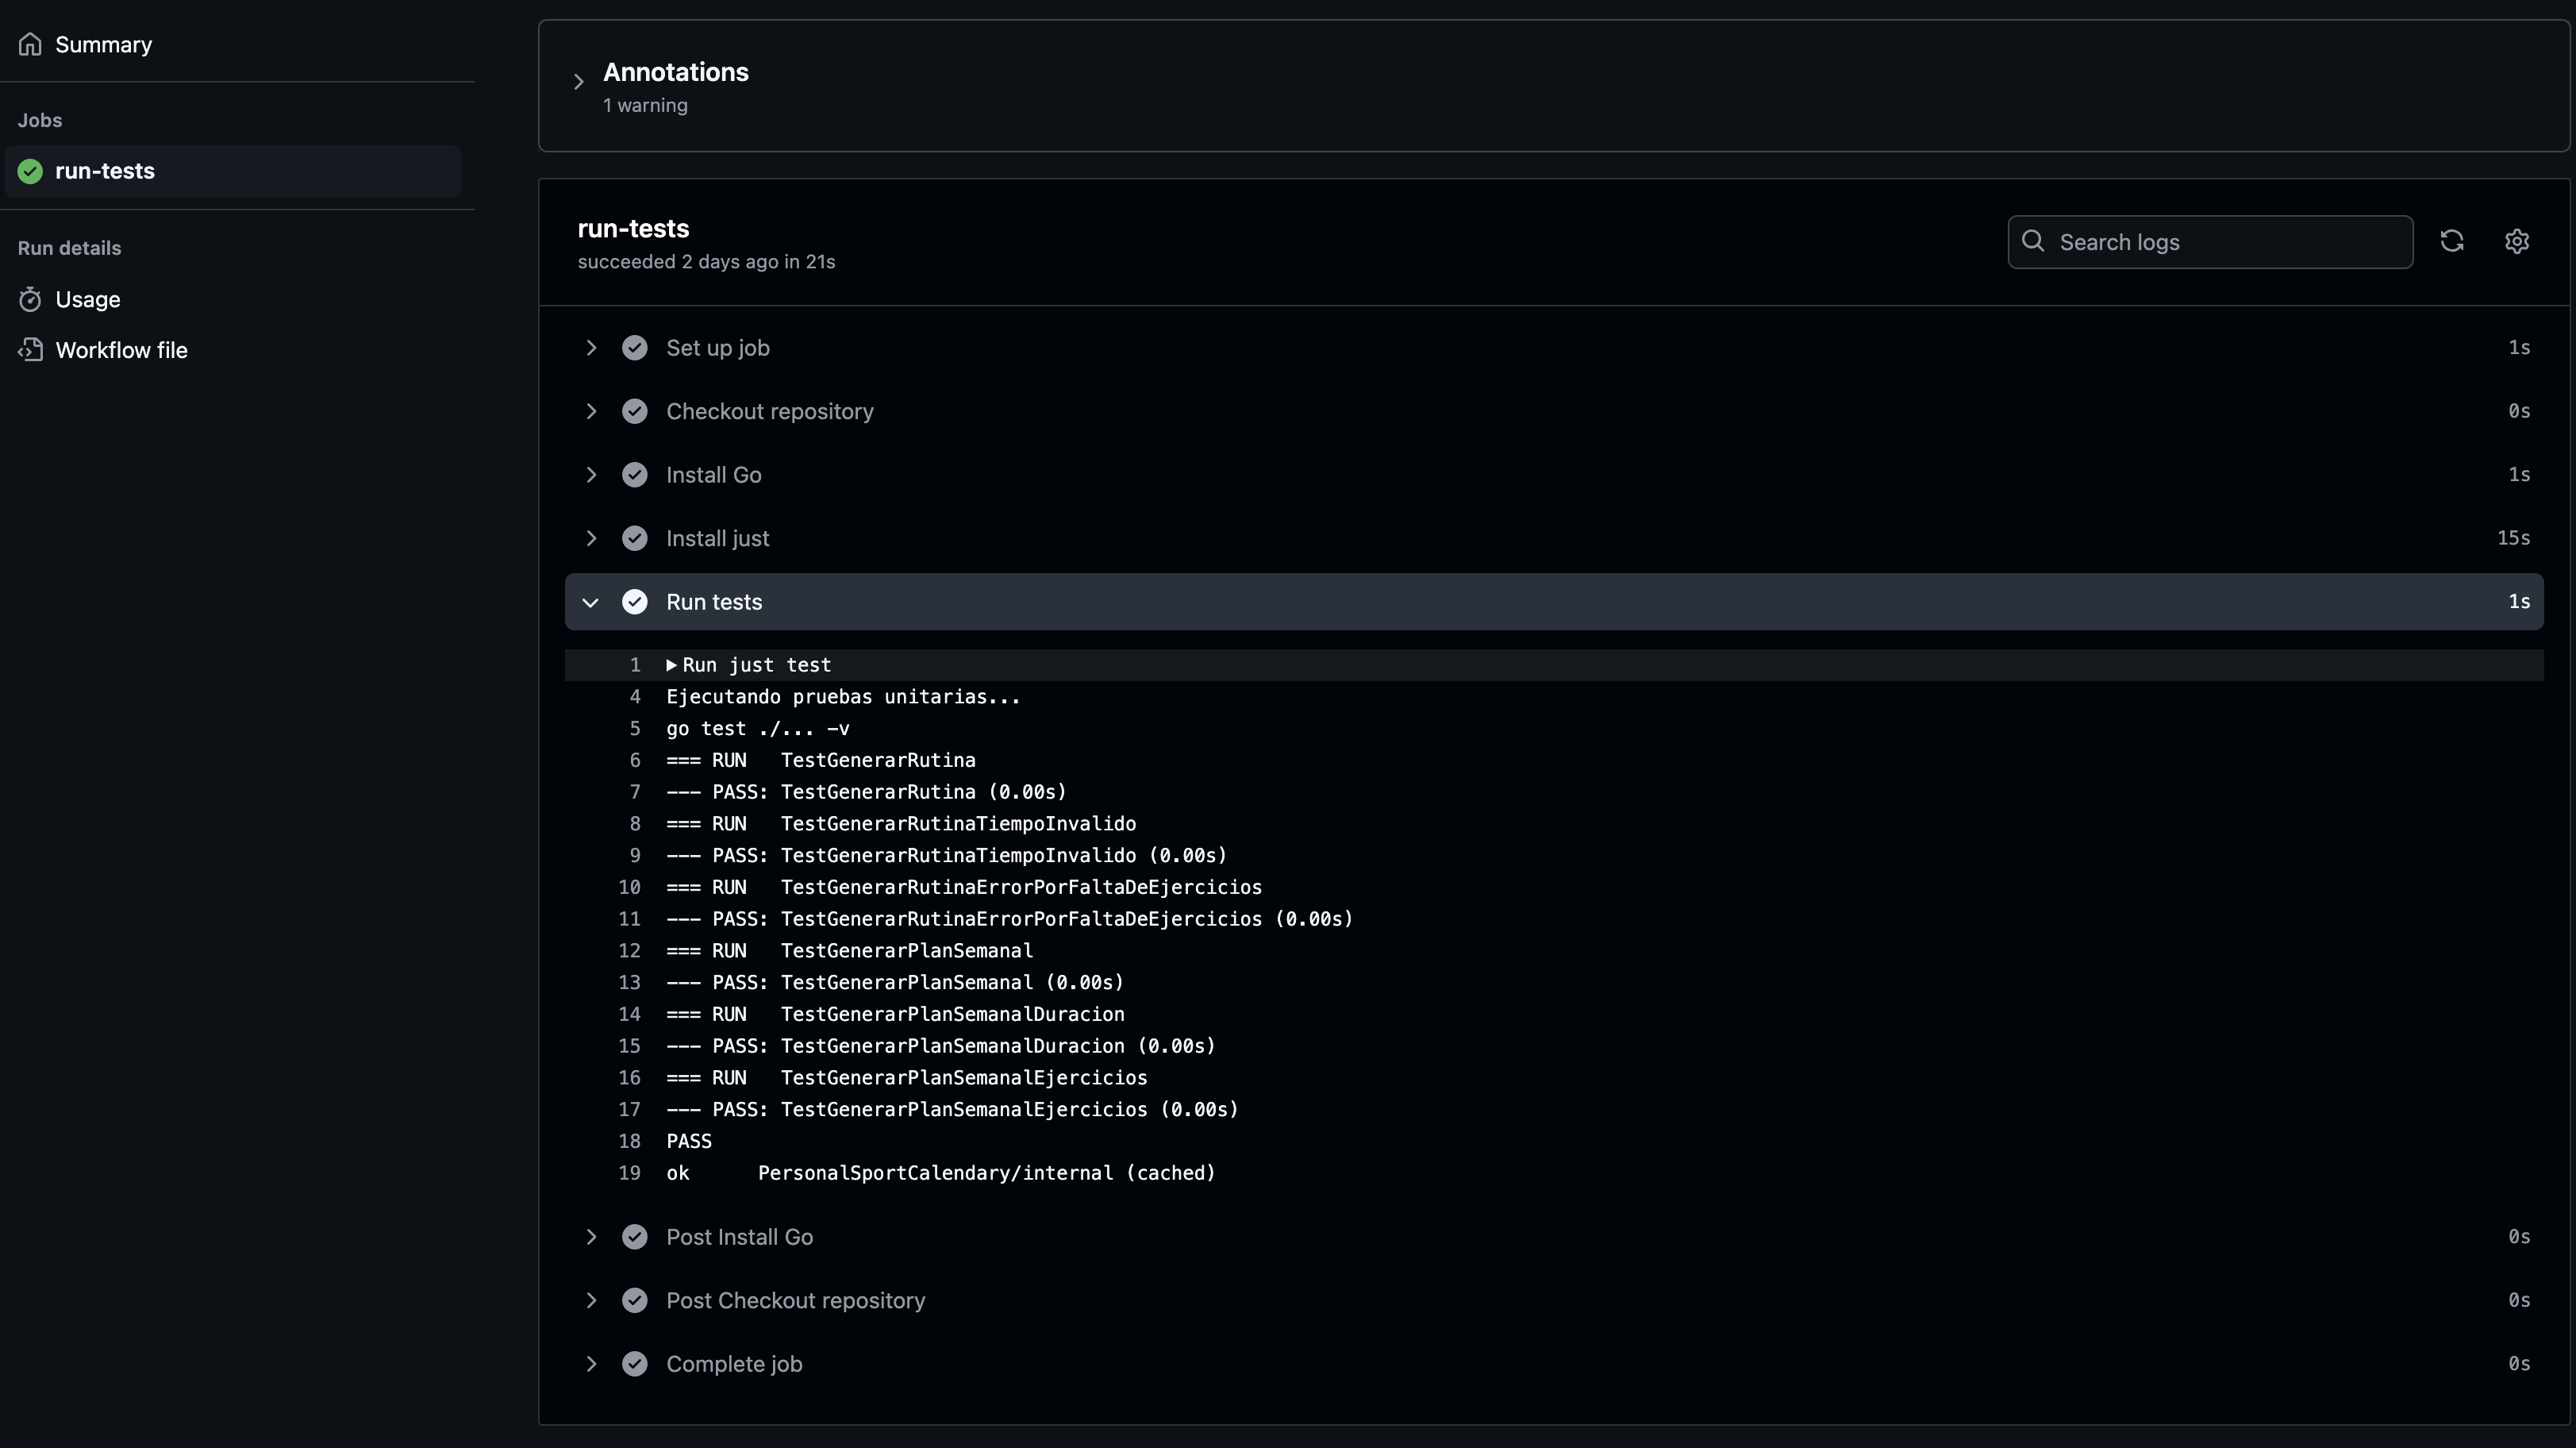 Summary
Jobs
run-tests
Run details
Usage
Workflow file
Annotations
1 warning
run-tests
succeeded 2 days ago in 21s
Search logs
Set up job 1s
Checkout repository 0s
Install Go 1s
Install just 15s
Run tests 1s
1 Run just test
4 Ejecutando pruebas unitarias...
5 go test ./... -v
6 === RUN   TestGenerarRutina
7 --- PASS: TestGenerarRutina (0.00s)
8 === RUN   TestGenerarRutinaTiempoInvalido
9 --- PASS: TestGenerarRutinaTiempoInvalido (0.00s)
10 === RUN   TestGenerarRutinaErrorPorFaltaDeEjercicios
11 --- PASS: TestGenerarRutinaErrorPorFaltaDeEjercicios (0.00s)
12 === RUN   TestGenerarPlanSemanal
13 --- PASS: TestGenerarPlanSemanal (0.00s)
14 === RUN   TestGenerarPlanSemanalDuracion
15 --- PASS: TestGenerarPlanSemanalDuracion (0.00s)
16 === RUN   TestGenerarPlanSemanalEjercicios
17 --- PASS: TestGenerarPlanSemanalEjercicios (0.00s)
18 PASS
19 ok      PersonalSportCalendary/internal (cached)
Post Install Go 0s
Post Checkout repository 0s
Complete job 0s